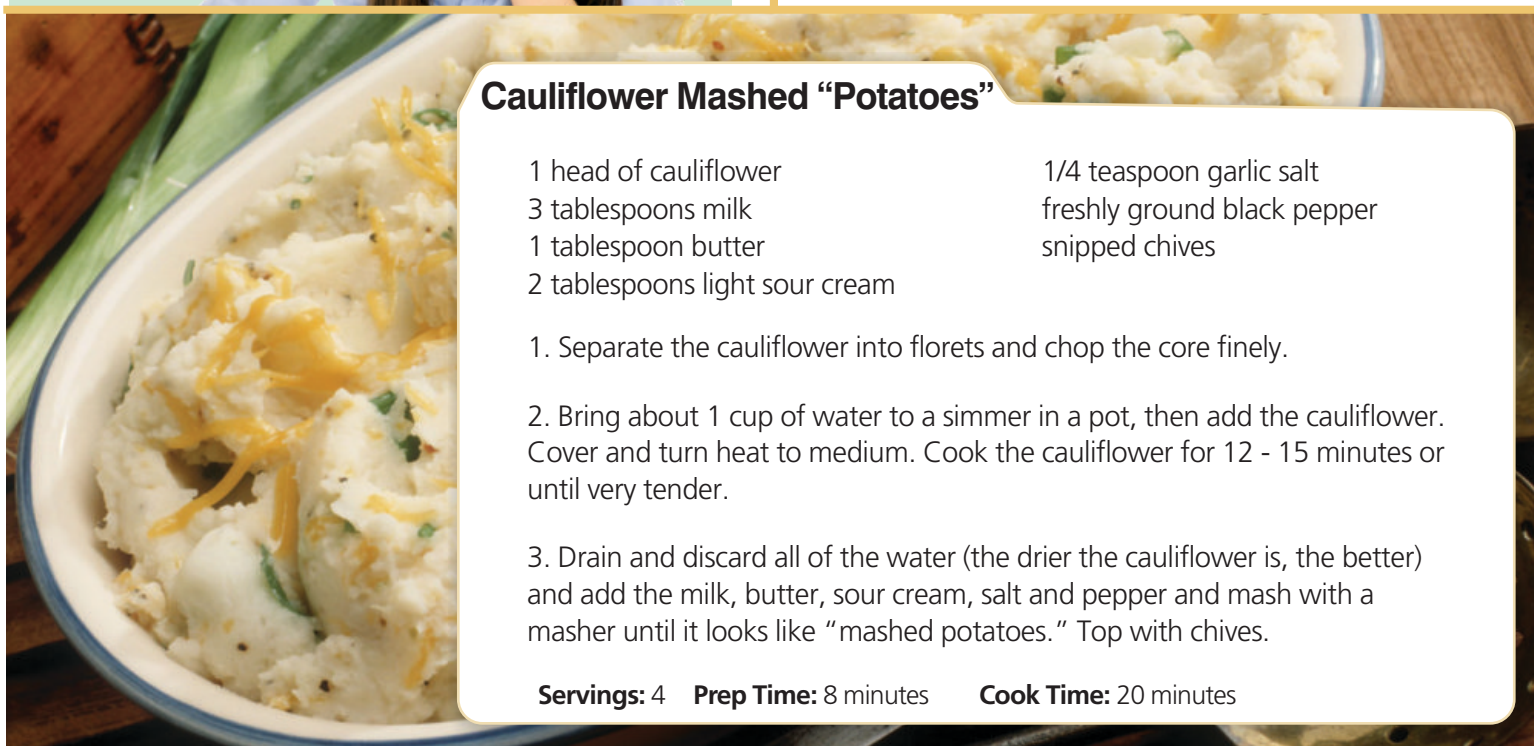 Cauliflower Mashed “Potatoes”
1 head of cauliflower
3 tablespoons milk
1 tablespoon butter
2 tablespoons light sour cream
1/4 teaspoon garlic salt
freshly ground black pepper
snipped chives
1. Separate the cauliflower into florets and chop the core finely.
2. Bring about 1 cup of water to a simmer in a pot, then add the cauliflower.
Cover and turn heat to medium. Cook the cauliflower for 12 - 15 minutes or
until very tender.
3. Drain and discard all of the water (the drier the cauliflower is, the better)
and add the milk, butter, sour cream, salt and pepper and mash with a
masher until it looks like “mashed potatoes.” Top with chives.
Servings: 4 Prep Time: 8 minutes Cook Time: 20 minutes